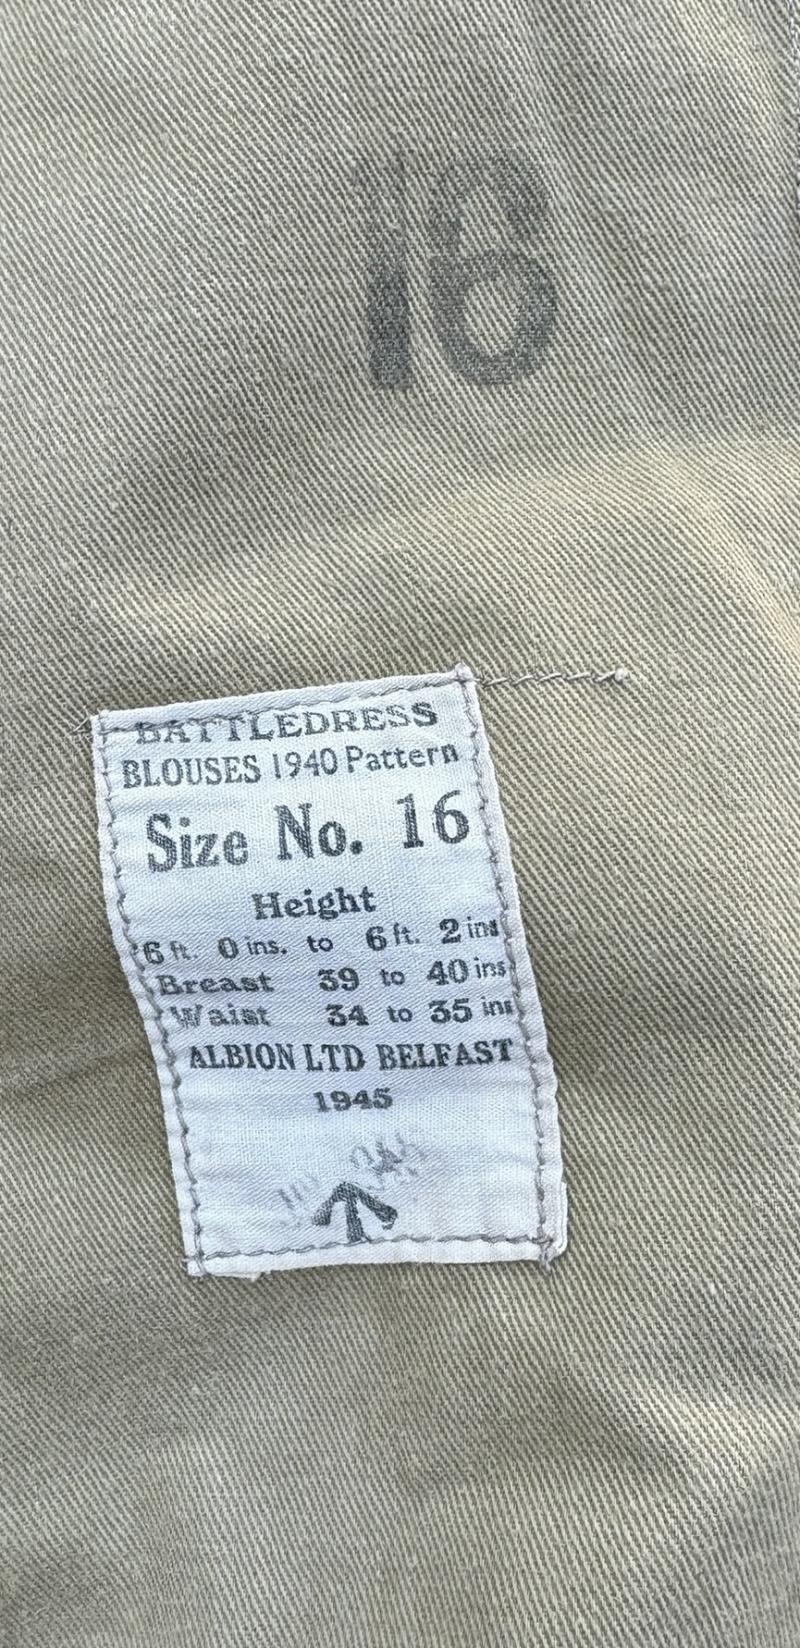 16
BATTLEDRESS
BLOUSES 1940 Pattern
Size No. 16
Height
6 ft. 0 ins. to 6 ft. 2 ins
Breast 39 to 40 ins
Waist 34 to 35 ins
ALBION LTD BELFAST
1945